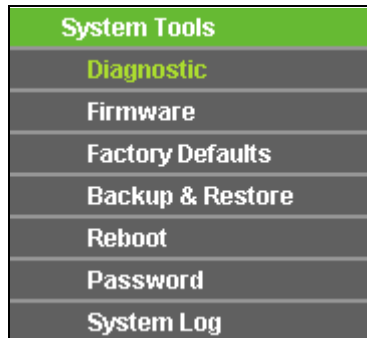 System Tools
Diagnostic
Firmware
Factory Defaults
Backup & Restore
Reboot
Password
System Log